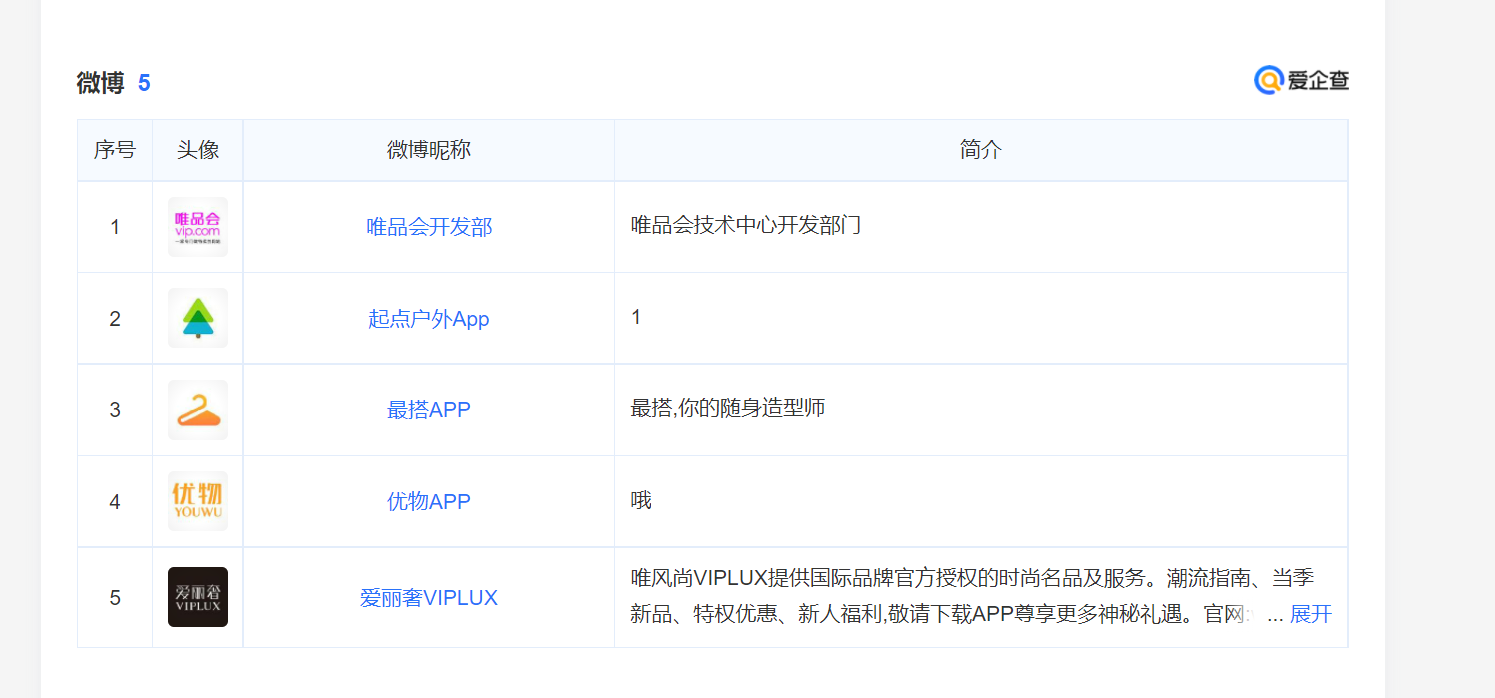 微博 5
爱企查
序号 头像 微博昵称 简介
1 唯品会 vip.com 唯品会开发部 唯品会技术中心开发部门
2 起点户外App 1
3 最搭APP 最搭,你的随身造型师
4 优物 YOUWU 优物APP 哦
5 爱丽奢 VIPLUX 爱丽奢VIPLUX 唯风尚VIPLUX提供国际品牌官方授权的时尚名品及服务。潮流指南、当季
新品、特权优惠、新人福利,敬请下载APP尊享更多神秘礼遇。官网: ... 展开